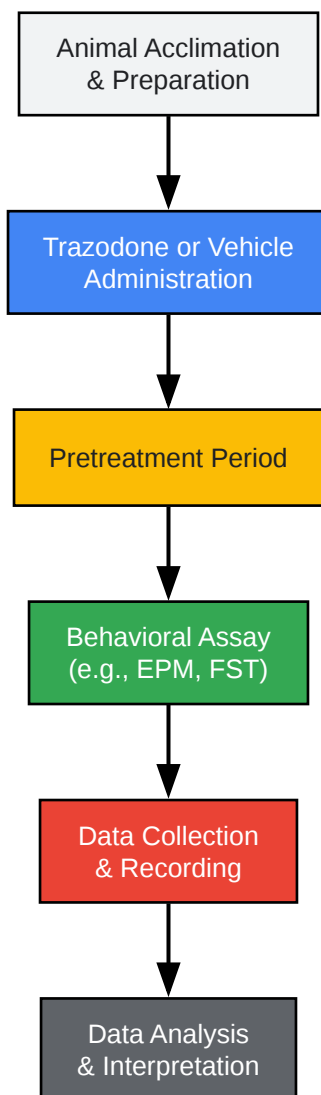 Animal Acclimation
& Preparation
Trazodone or Vehicle
Administration
Pretreatment Period
Behavioral Assay
(e.g., EPM, FST)
Data Collection
& Recording
Data Analysis
& Interpretation